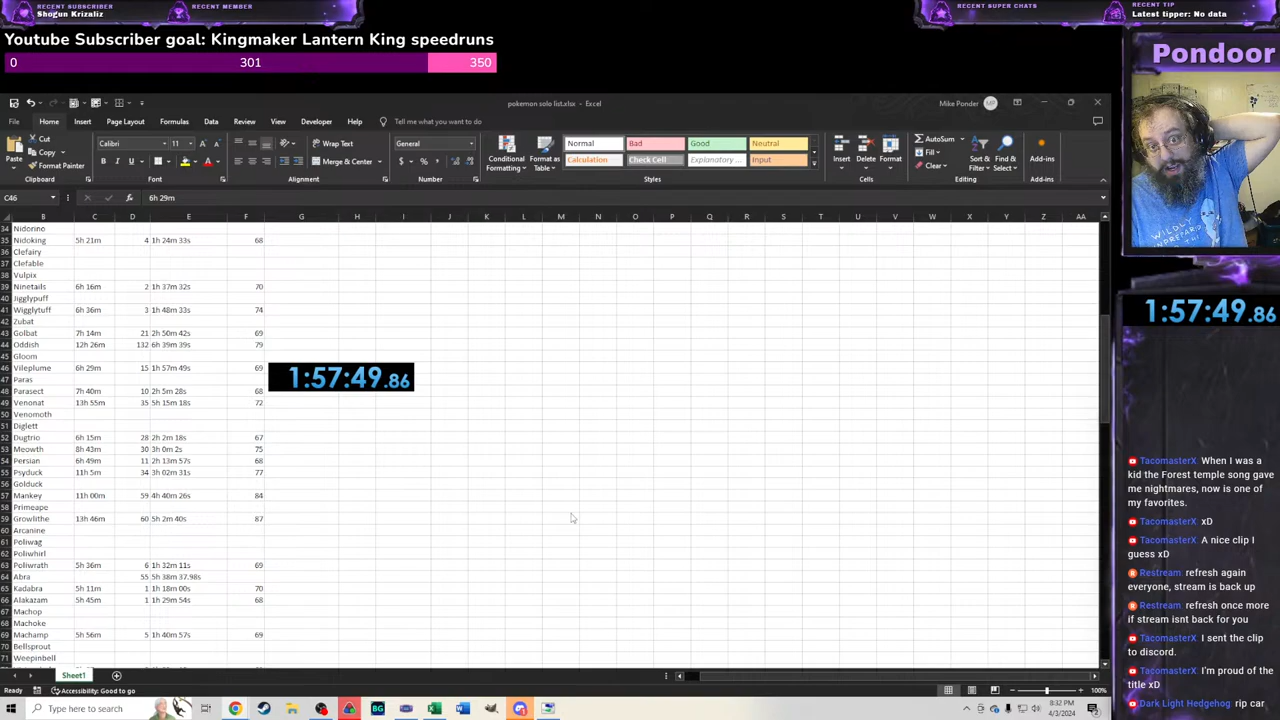 RECENT SUBSCRIBER
Shogun Krizaliz
RECENT MEMBER
RECENT SUPER CHATS
RECENT TIP
Latest tipper: No data
Youtube Subscriber goal: Kingmaker Lantern King speedruns
0 301 350
Pondoor
pokemon solo list.xlsx - Excel
Mike Ponder MP
File Home Insert Page Layout Formulas Data Review View Developer Help Tell me what you want to do
Paste
Cut
Copy
Format Painter
Clipboard
Calibri 11
B I U
Font
Wrap Text
Merge & Center
Alignment
General
$ % ,
Number
Conditional Formatting
Format as Table
Normal Bad Good Neutral
Calculation Check Cell Explanatory ... Input
Styles
Insert Delete Format
Cells
AutoSum
Fill
Clear
Sort & Filter
Find & Select
Editing
Add-ins
Add-ins
C46 fx 6h 29m
B C D E F G H I J K L M N O P Q R S T U V W X Y Z AA
34 Nidorino
35 Nidoking 5h 21m 4 1h 24m 33s 68
36 Clefairy
37 Clefable
38 Vulpix
39 Ninetails 6h 16m 2 1h 37m 32s 70
40 Jigglypuff
41 Wigglytuff 6h 36m 3 1h 48m 33s 74
42 Zubat
43 Golbat 7h 14m 21 2h 50m 42s 69
44 Oddish 12h 26m 132 6h 39m 39s 79
45 Gloom
46 Vileplume 6h 29m 15 1h 57m 49s 69
47 Paras
48 Parasect 7h 40m 10 2h 5m 28s 68
49 Venonat 13h 55m 35 5h 15m 18s 72
50 Venomoth
51 Diglett
52 Dugtrio 6h 15m 28 2h 2m 18s 67
53 Meowth 8h 43m 30 3h 0m 2s 75
54 Persian 6h 49m 11 2h 13m 57s 68
55 Psyduck 11h 5m 34 3h 02m 31s 77
56 Golduck
57 Mankey 11h 00m 59 4h 40m 26s 84
58 Primeape
59 Growlithe 13h 46m 60 5h 2m 40s 87
60 Arcanine
61 Poliwag
62 Poliwhirl
63 Poliwrath 5h 36m 6 1h 32m 11s 69
64 Abra 55 5h 38m 37.98s
65 Kadabra 5h 11m 1 1h 18m 00s 70
66 Alakazam 5h 45m 1 1h 29m 54s 68
67 Machop
68 Machoke
69 Machamp 5h 56m 5 1h 40m 57s 69
70 Bellsprout
71 Weepinbell
1:57:49.86
1:57:49.86
Sheet1
Ready Accessibility: Good to go 100%
Type here to search
8:32 PM
4/3/2024
WILDLY
UNPREPARED
TH
TacomasterX When I was a
kid the Forest temple song gave
me nightmares, now is one of
my favorites.
TacomasterX xD
TacomasterX A nice clip I
guess xD
Restream refresh again
everyone, stream is back up
Restream refresh once more
if stream isnt back for you
TacomasterX I sent the clip
to discord.
TacomasterX I'm proud of the
title xD
Dark Light Hedgehog rip car